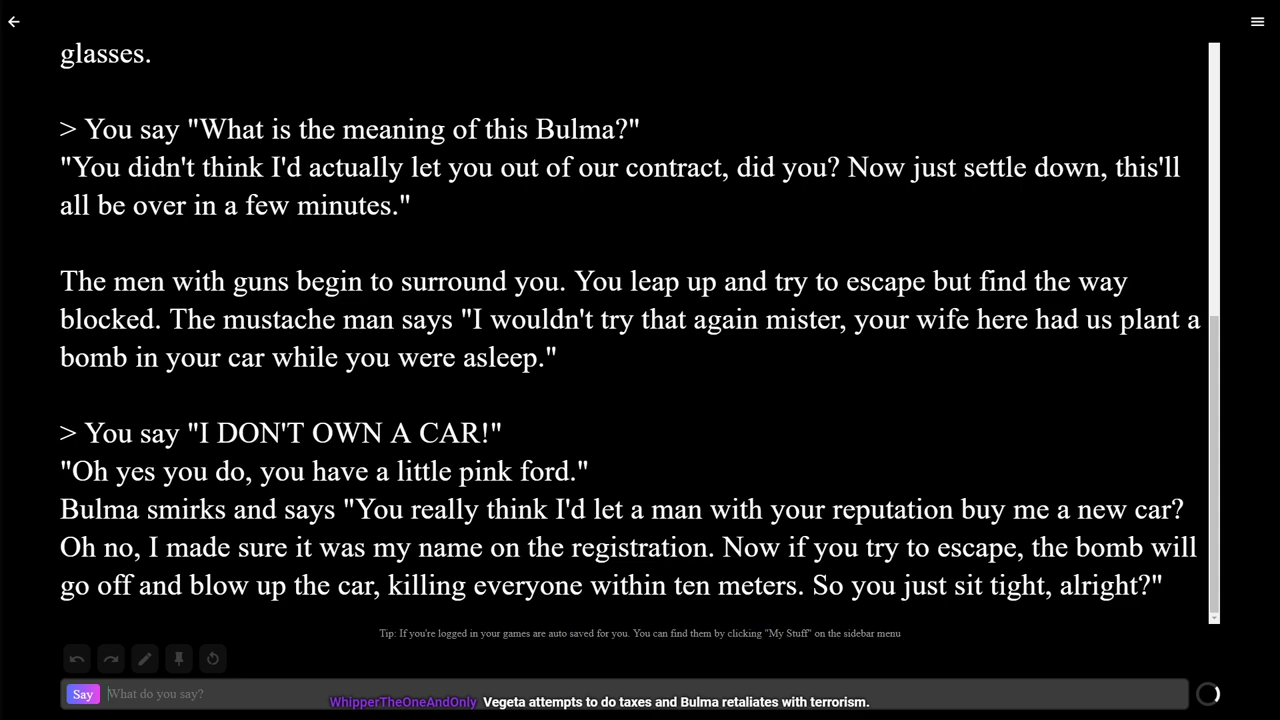 glasses.
> You say "What is the meaning of this Bulma?"
"You didn't think I'd actually let you out of our contract, did you? Now just settle down, this'll
all be over in a few minutes."
The men with guns begin to surround you. You leap up and try to escape but find the way
blocked. The mustache man says "I wouldn't try that again mister, your wife here had us plant a
bomb in your car while you were asleep."
> You say "I DON'T OWN A CAR!"
"Oh yes you do, you have a little pink ford."
Bulma smirks and says "You really think I'd let a man with your reputation buy me a new car?
Oh no, I made sure it was my name on the registration. Now if you try to escape, the bomb will
go off and blow up the car, killing everyone within ten meters. So you just sit tight, alright?"
Tip: If you're logged in your games are auto saved for you. You can find them by clicking "My Stuff" on the sidebar menu
Say What do you say?
WhipperTheOneAndOnly Vegeta attempts to do taxes and Bulma retaliates with terrorism.